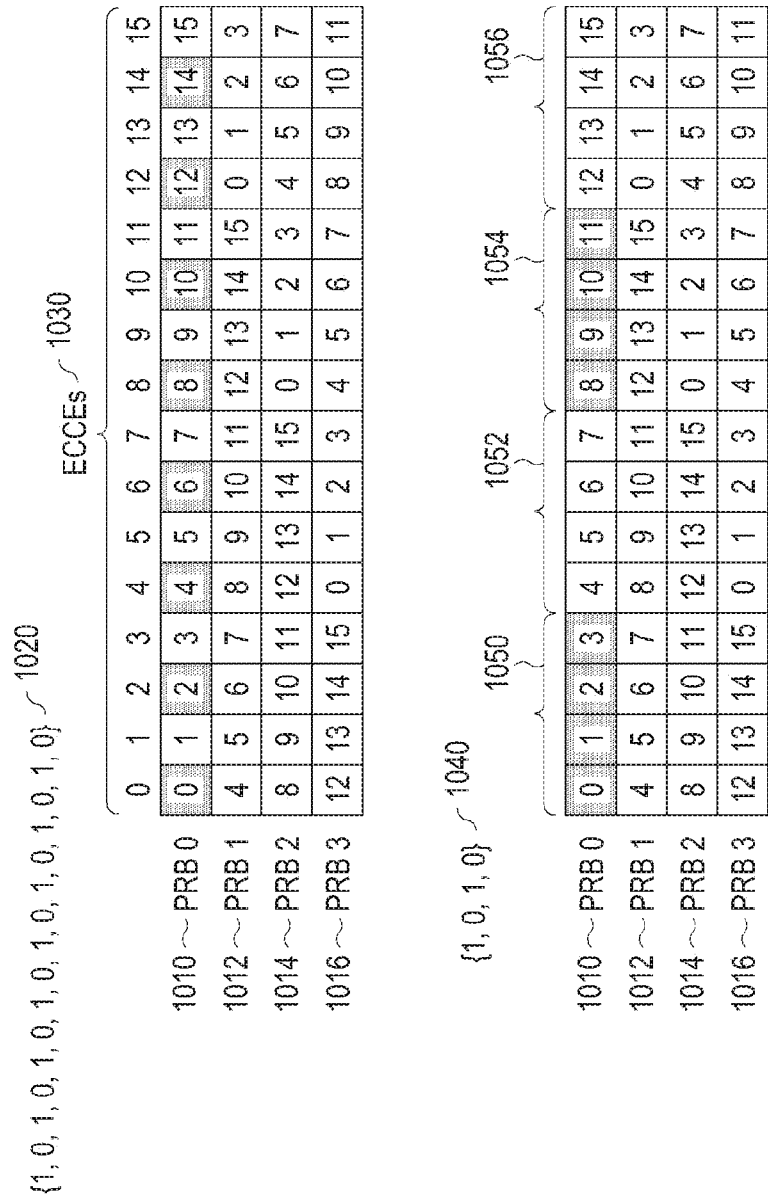 {1, 0, 1, 0, 1, 0, 1, 0, 1, 0, 1, 0, 1, 0, 1, 0} ~ 1020
ECCEs ~ 1030
0 1 2 3 4 5 6 7 8 9 10 11 12 13 14 15
1010 ~ PRB 0 0 1 2 3 4 5 6 7 8 9 10 11 12 13 14 15
1012 ~ PRB 1 4 5 6 7 8 9 10 11 12 13 14 15 0 1 2 3
1014 ~ PRB 2 8 9 10 11 12 13 14 15 0 1 2 3 4 5 6 7
1016 ~ PRB 3 12 13 14 15 0 1 2 3 4 5 6 7 8 9 10 11
{1, 0, 1, 0} ~ 1040
1050 1052 1054 1056
1010 ~ PRB 0 0 1 2 3 4 5 6 7 8 9 10 11 12 13 14 15
1012 ~ PRB 1 4 5 6 7 8 9 10 11 12 13 14 15 0 1 2 3
1014 ~ PRB 2 8 9 10 11 12 13 14 15 0 1 2 3 4 5 6 7
1016 ~ PRB 3 12 13 14 15 0 1 2 3 4 5 6 7 8 9 10 11